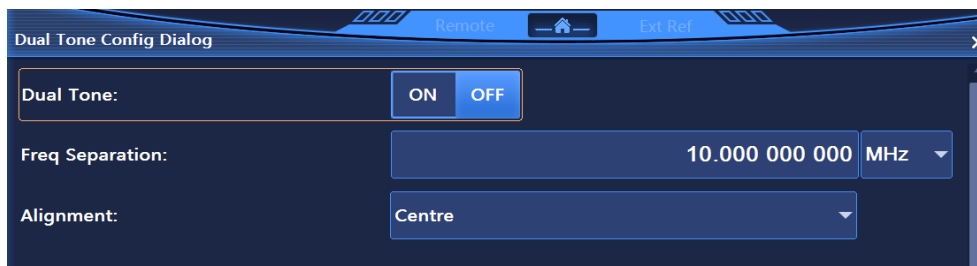 Remote Ext Ref
Dual Tone Config Dialog
Dual Tone: ON OFF
Freq Separation: 10.000 000 000 MHz
Alignment: Centre